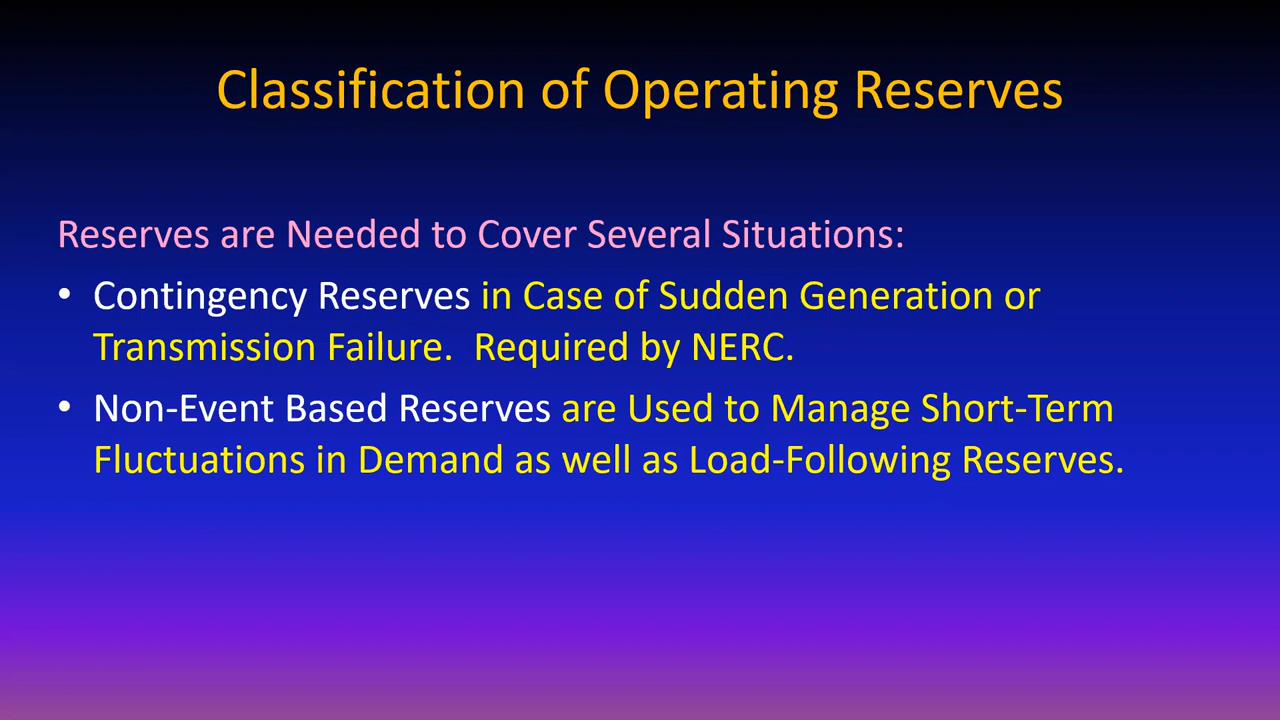 Classification of Operating Reserves
Reserves are Needed to Cover Several Situations:
• Contingency Reserves in Case of Sudden Generation or
Transmission Failure.  Required by NERC.
• Non-Event Based Reserves are Used to Manage Short-Term
Fluctuations in Demand as well as Load-Following Reserves.